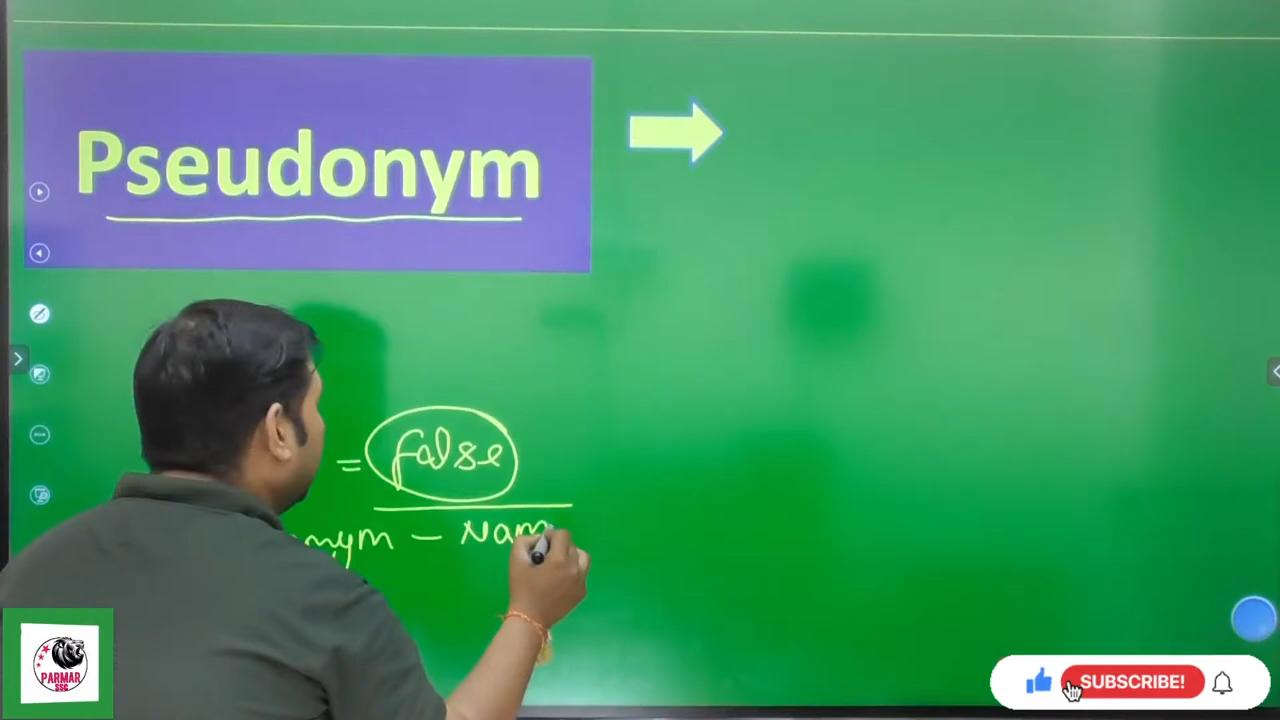 Pseudonym
= false
nym - Nam
PARMAR
SSC
SUBSCRIBE!